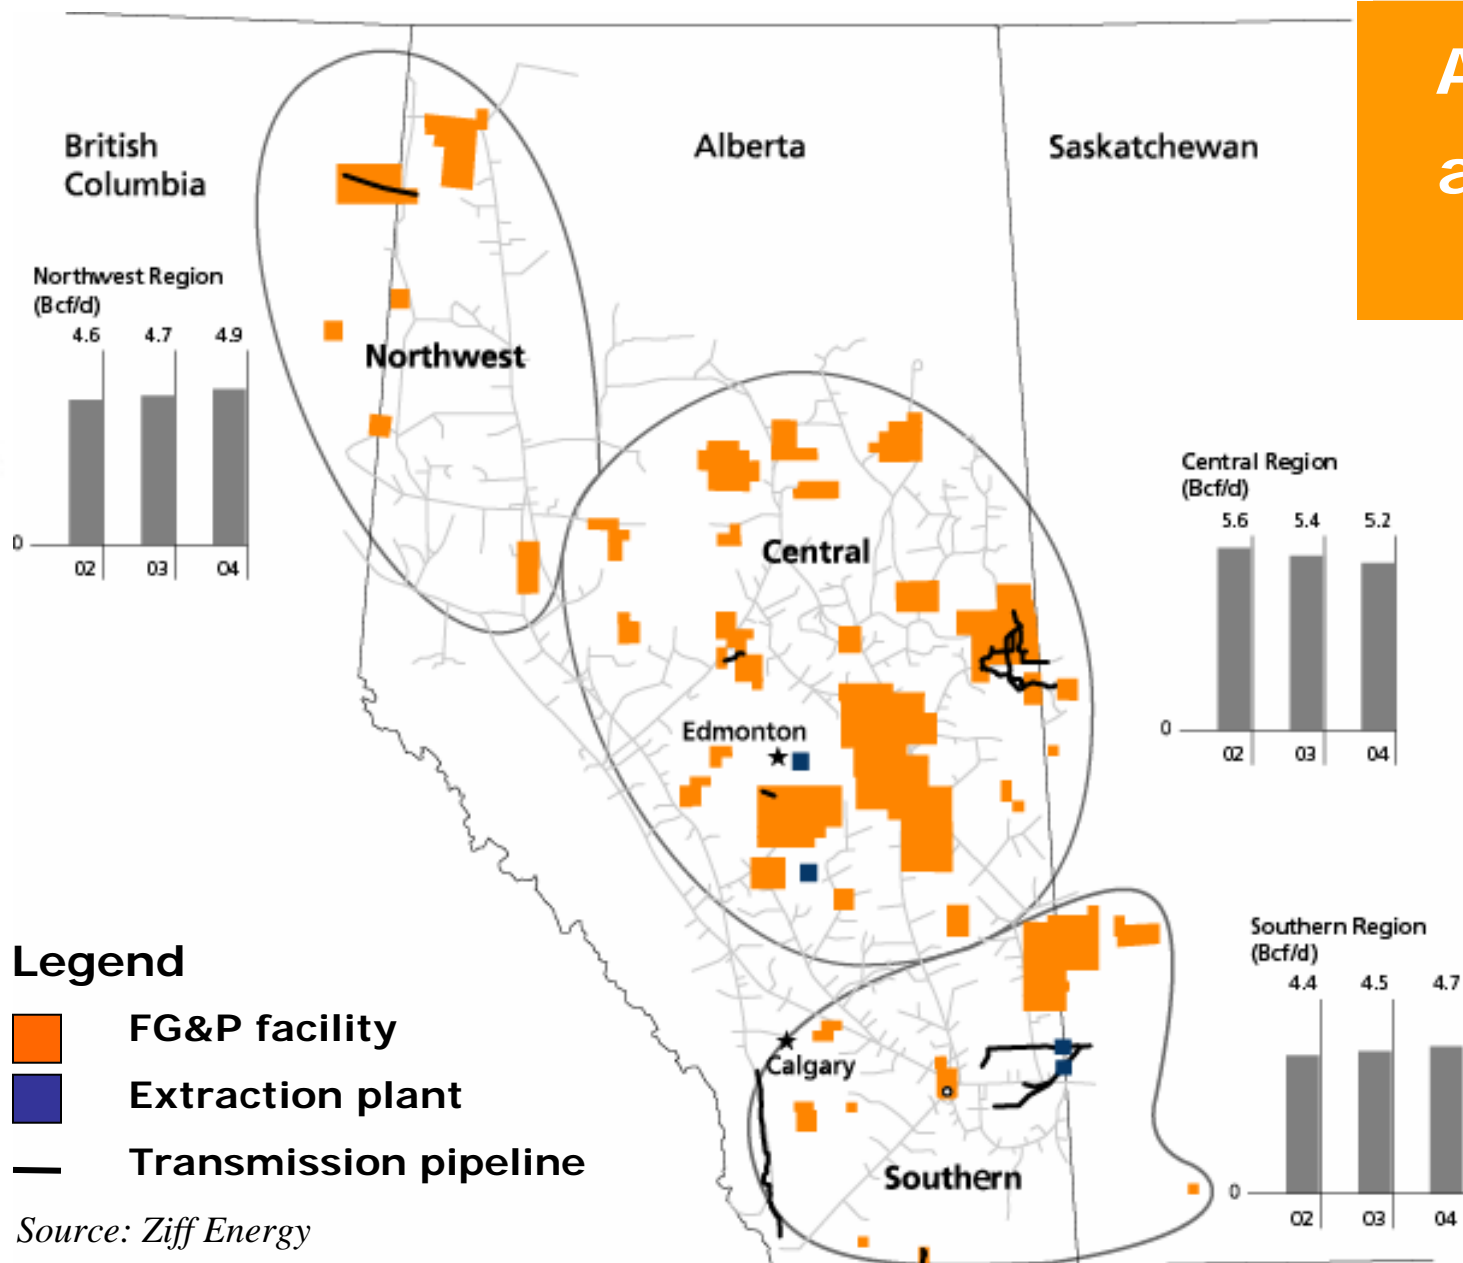 A
a
British
Columbia
Alberta
Saskatchewan
Northwest Region
(Bcf/d)
4.6 4.7 4.9
0
02 03 04
Northwest
Central Region
(Bcf/d)
5.6 5.4 5.2
0
02 03 04
Central
Edmonton
Southern Region
(Bcf/d)
4.4 4.5 4.7
0
02 03 04
Calgary
Southern
Legend
FG&P facility
Extraction plant
Transmission pipeline
Source: Ziff Energy